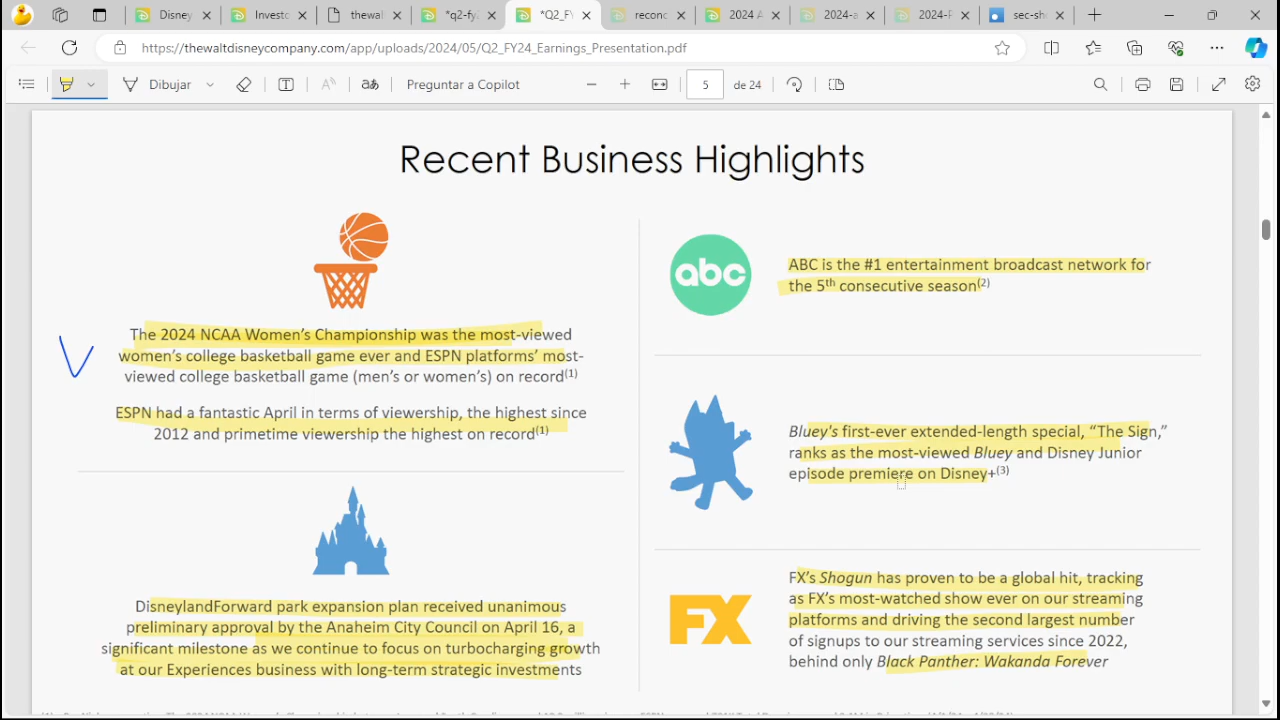 Disney
Investc
thewal
*q2-fy2
*Q2_FY
recono
2024 A
2024-a
2024-P
sec-sh
https://thewaltdisneycompany.com/app/uploads/2024/05/Q2_FY24_Earnings_Presentation.pdf
Dibujar
aあ
Preguntar a Copilot
5
de 24
Recent Business Highlights
The 2024 NCAA Women's Championship was the most-viewed
women's college basketball game ever and ESPN platforms' most-
viewed college basketball game (men's or women's) on record(1)
ESPN had a fantastic April in terms of viewership, the highest since
2012 and primetime viewership the highest on record(1)
DisneylandForward park expansion plan received unanimous
preliminary approval by the Anaheim City Council on April 16, a
significant milestone as we continue to focus on turbocharging growth
at our Experiences business with long-term strategic investments
abc
ABC is the #1 entertainment broadcast network for
the 5th consecutive season(2)
Bluey's first-ever extended-length special, "The Sign,"
ranks as the most-viewed Bluey and Disney Junior
episode premiere on Disney+(3)
FX
FX's Shogun has proven to be a global hit, tracking
as FX's most-watched show ever on our streaming
platforms and driving the second largest number
of signups to our streaming services since 2022,
behind only Black Panther: Wakanda Forever